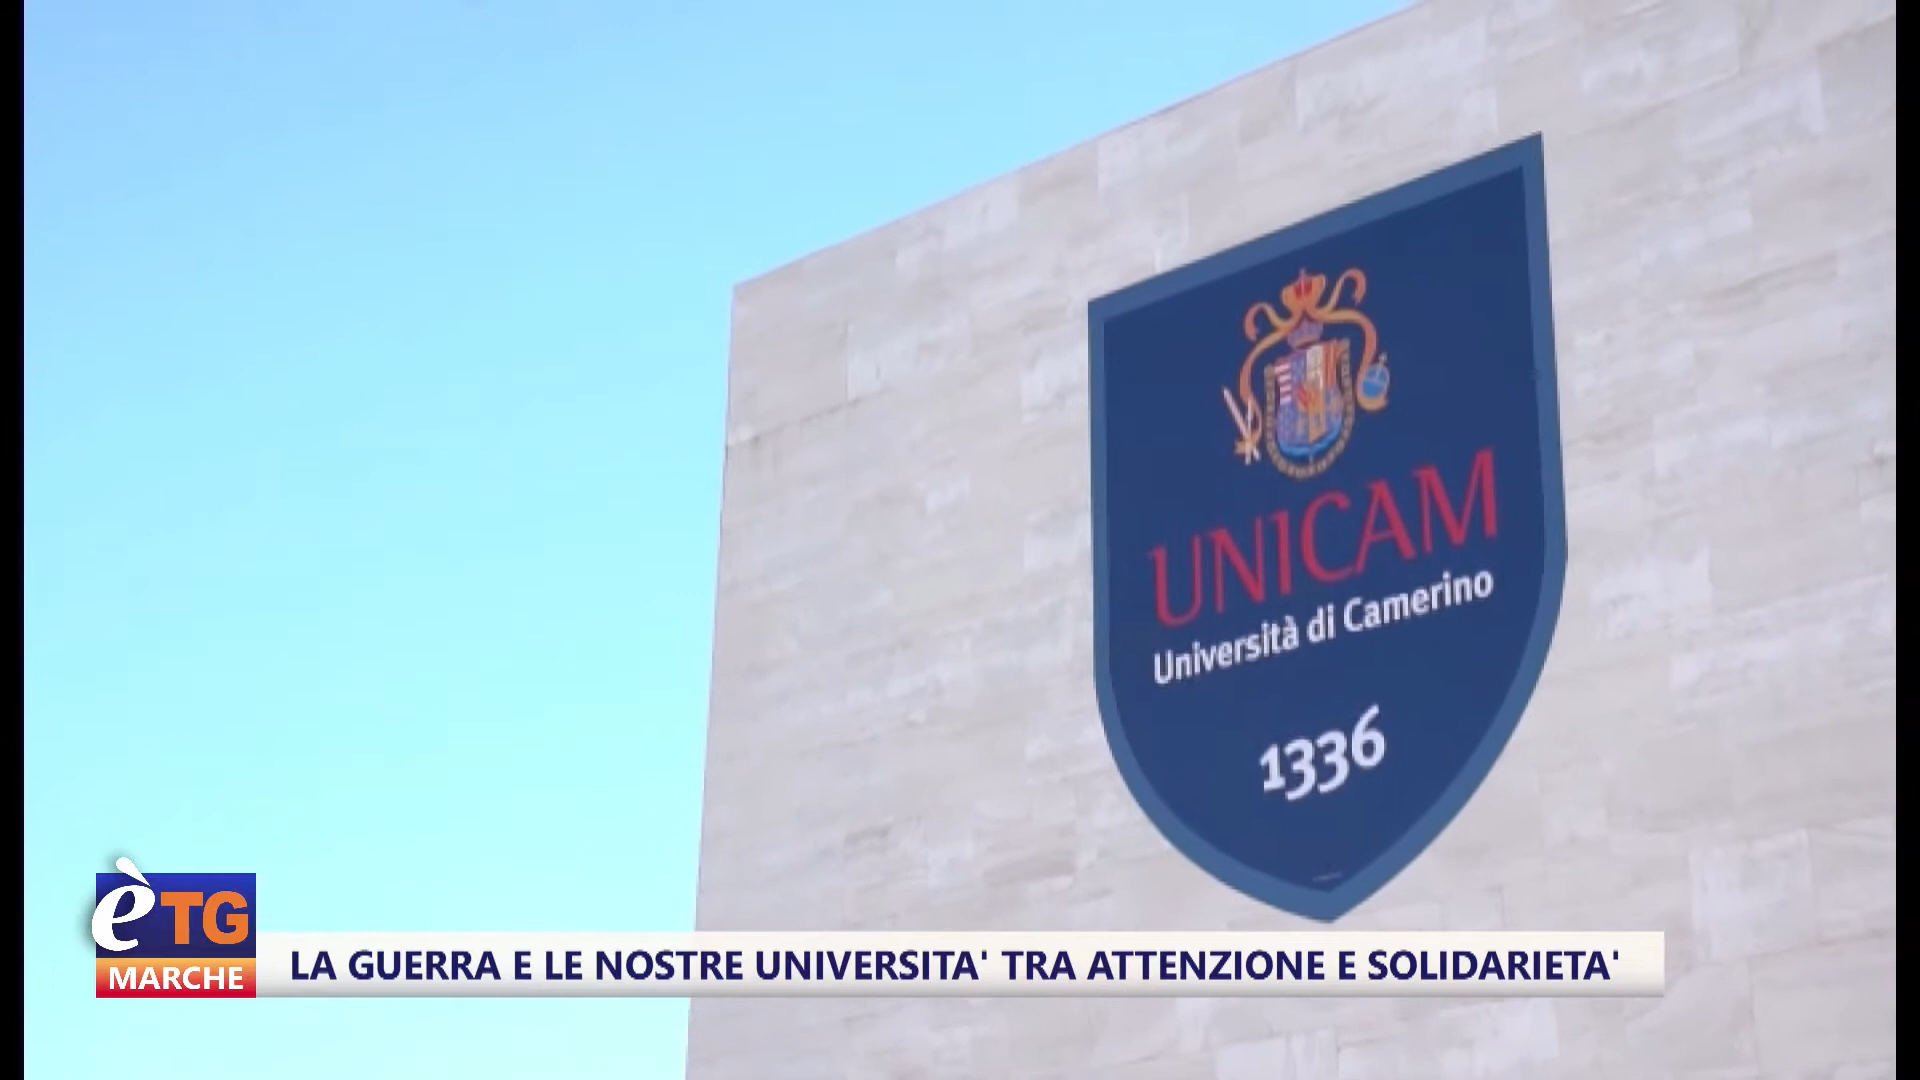 UNICAM
Università di Camerino
1336
èTG
MARCHE
LA GUERRA E LE NOSTRE UNIVERSITA' TRA ATTENZIONE E SOLIDARIETA'